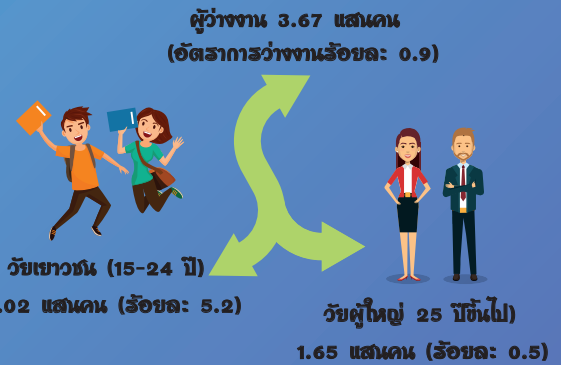 ผู้ว่างงาน 3.67 แสนคน
(อัตราการว่างงานร้อยละ 0.9)
วัยเยาวชน (15-24 ปี)
.02 แสนคน (ร้อยละ 5.2)
วัยผู้ใหญ่ 25 ปีขึ้นไป)
1.65 แสนคน (ร้อยละ 0.5)